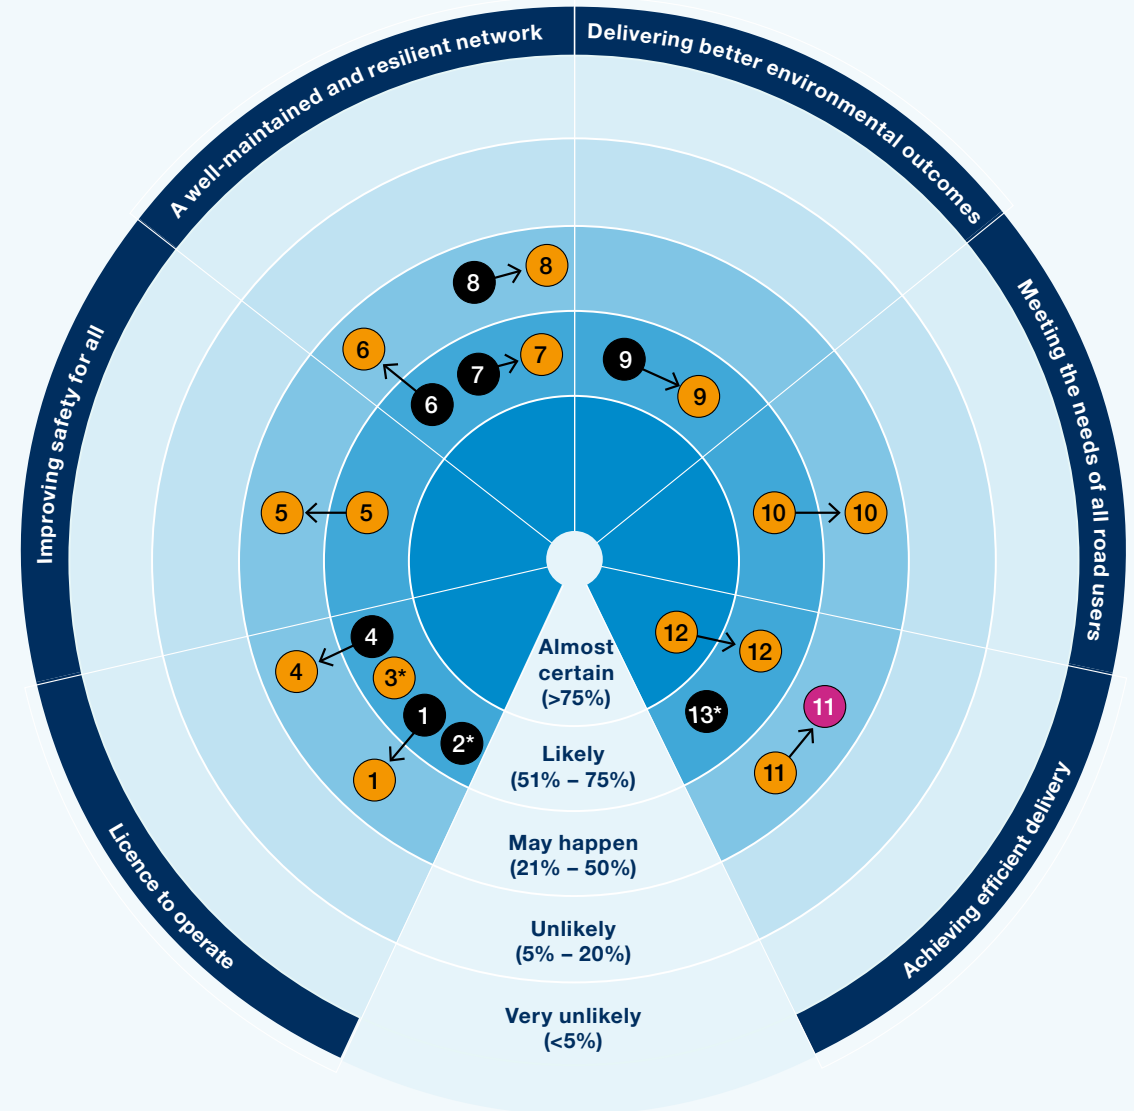 A well-maintained and resilient network
Delivering better environmental outcomes
Improving safety for all
Meeting the needs of all road users
8
8
6
7
7
9
6
9
5
5
10
10
4
12
12
4
3*
1
2*
13*
11
1
11
Almost
certain
(>75%)
Likely
(51% – 75%)
May happen
(21% – 50%)
Unlikely
(5% – 20%)
Very unlikely
(<5%)
Licence to operate
Achieving efficient delivery